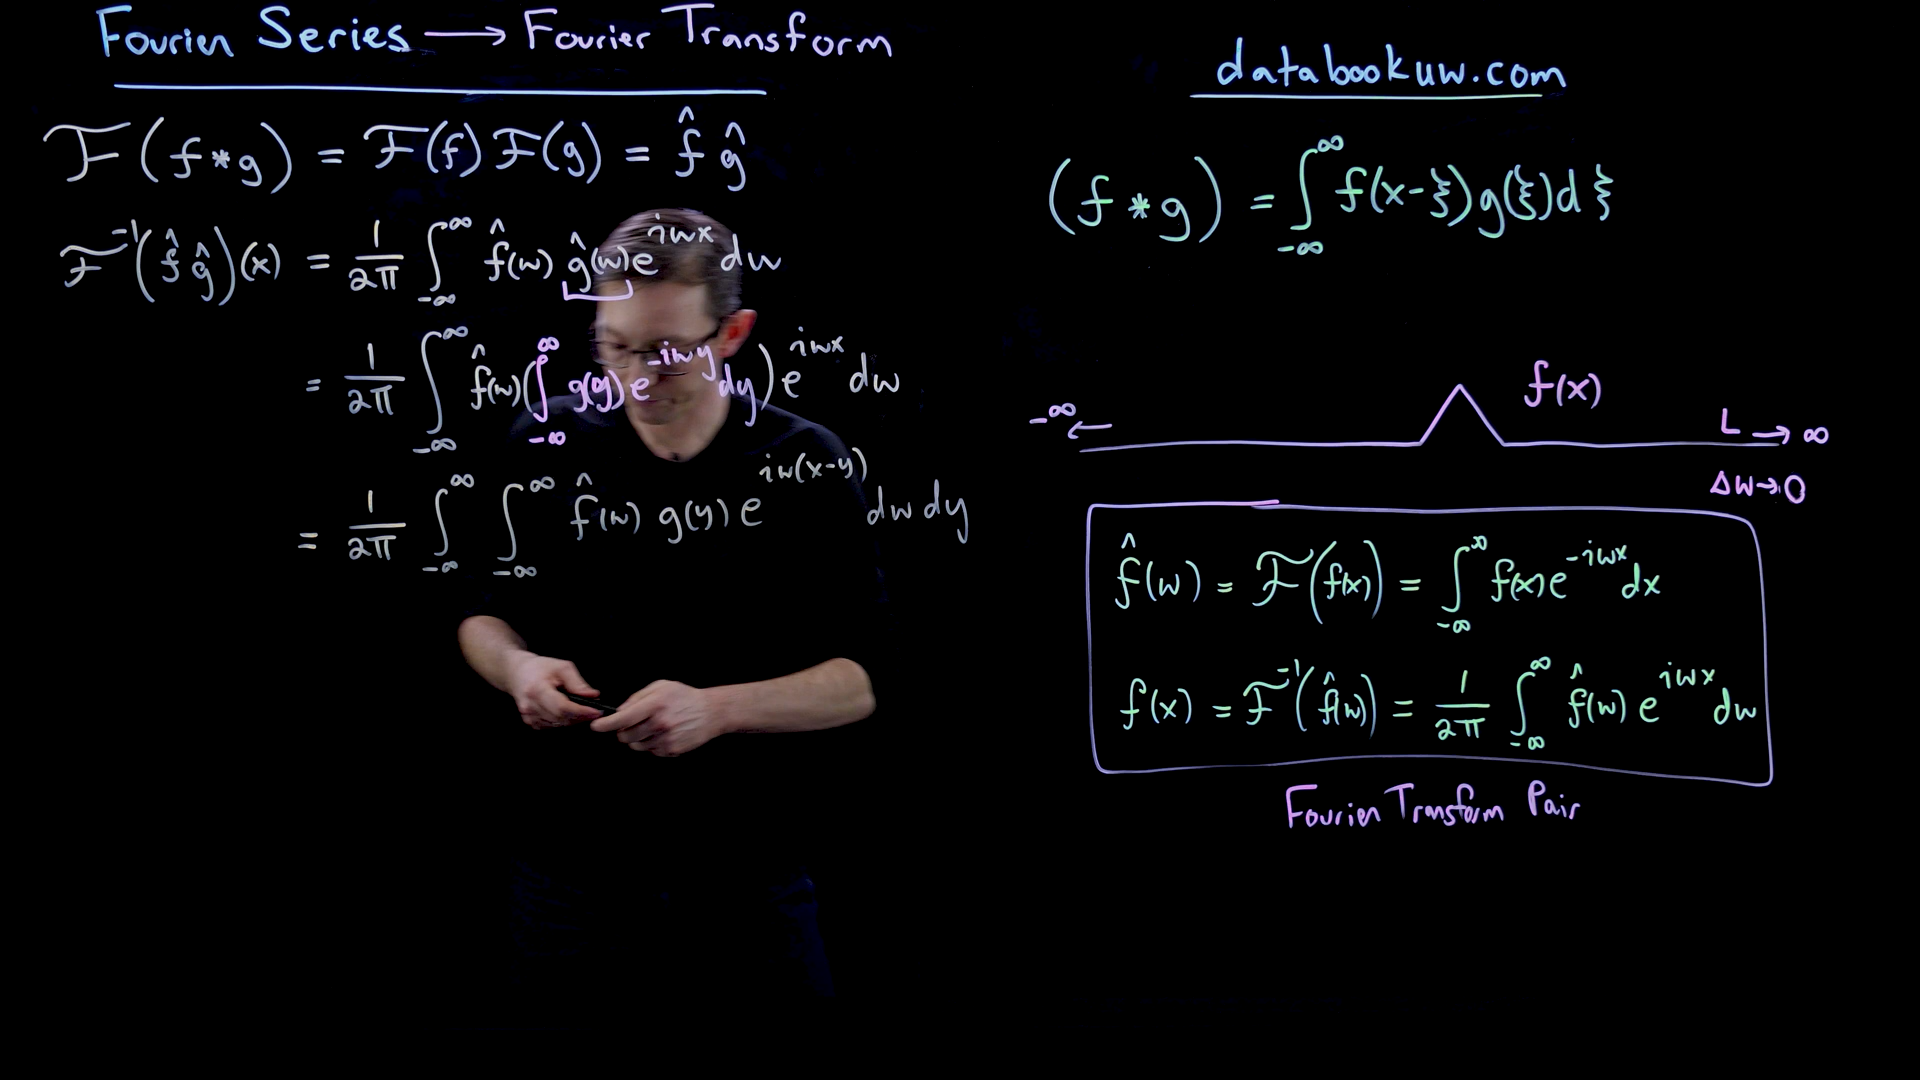 Fourier Series → Fourier Transform
F(f*g) = F(f) F(g) = f̂ ĝ
F⁻¹(f̂ ĝ)(x) = 1/2π ∫_{-∞}^{∞} f̂(w) ĝ(w) e^{iwx} dw
= 1/2π ∫_{-∞}^{∞} f̂(w) (∫_{-∞}^{∞} g(y) e^{-iwy} dy) e^{iwx} dw
= 1/2π ∫_{-∞}^{∞} ∫_{-∞}^{∞} f̂(w) g(y) e^{iw(x-y)} dw dy
databookuw.com
(f*g) = ∫_{-∞}^{∞} f(x-ξ) g(ξ) dξ
f(x)
-∞ ← L → ∞
Δw→0
f̂(w) = F(f(x)) = ∫_{-∞}^{∞} f(x) e^{-iwx} dx
f(x) = F⁻¹(f̂(w)) = 1/2π ∫_{-∞}^{∞} f̂(w) e^{iwx} dw
Fourier Transform Pair